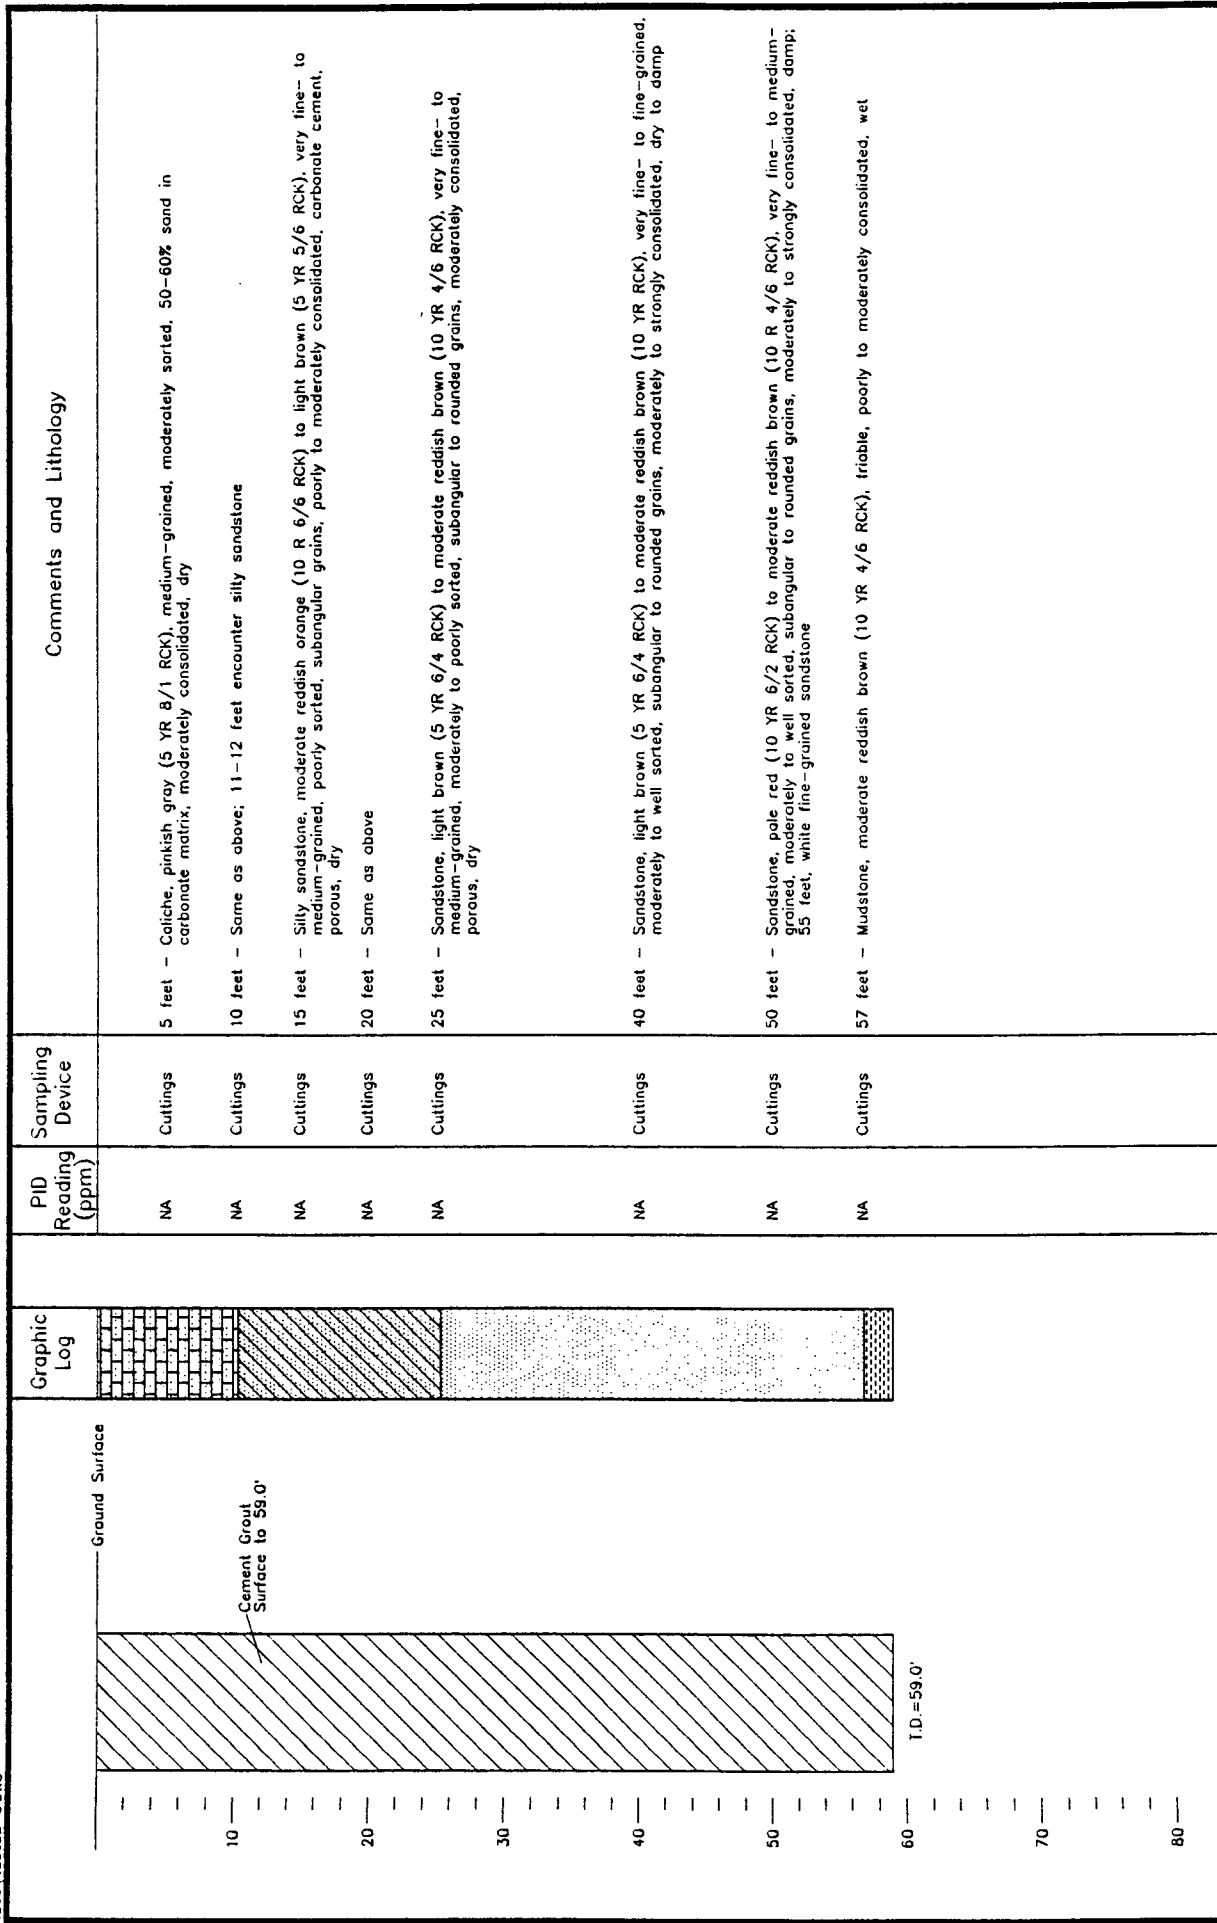 Graphic
Log
PID
Reading
(ppm)
Sampling
Device
Comments and Lithology
Ground Surface
Cement Grout
Surface to 59.0'
T.D.=59.0'
10
20
30
40
50
60
70
80
NA
Cuttings
5 feet – Caliche, pinkish gray (5 YR 8/1 RCK), medium-grained, moderately sorted, 50-60% sand in
carbonate matrix, moderately consolidated, dry
NA
Cuttings
10 feet – Same as above; 11-12 feet encounter silty sandstone
NA
Cuttings
15 feet – Silty sandstone, moderate reddish orange (10 R 6/6 RCK) to light brown (5 YR 5/6 RCK), very fine- to
medium-grained, poorly sorted, subangular grains, poorly to moderately consolidated, carbonate cement,
porous, dry
NA
Cuttings
20 feet – Same as above
NA
Cuttings
25 feet – Sandstone, light brown (5 YR 6/4 RCK) to moderate reddish brown (10 YR 4/6 RCK), very fine- to
medium-grained, moderately to poorly sorted, subangular to rounded grains, moderately consolidated,
porous, dry
NA
Cuttings
40 feet – Sandstone, light brown (5 YR 6/4 RCK) to moderate reddish brown (10 YR RCK), very fine- to fine-grained,
moderately to well sorted, subangular to rounded grains, moderately to strongly consolidated, dry to damp
NA
Cuttings
50 feet – Sandstone, pale red (10 YR 6/2 RCK) to moderate reddish brown (10 R 4/6 RCK), very fine- to medium-
grained, moderately to well sorted, subangular to rounded grains, moderately to strongly consolidated, damp;
55 feet, white fine-grained sandstone
NA
Cuttings
57 feet – Mudstone, moderate reddish brown (10 YR 4/6 RCK), friable, poorly to moderately consolidated, wet